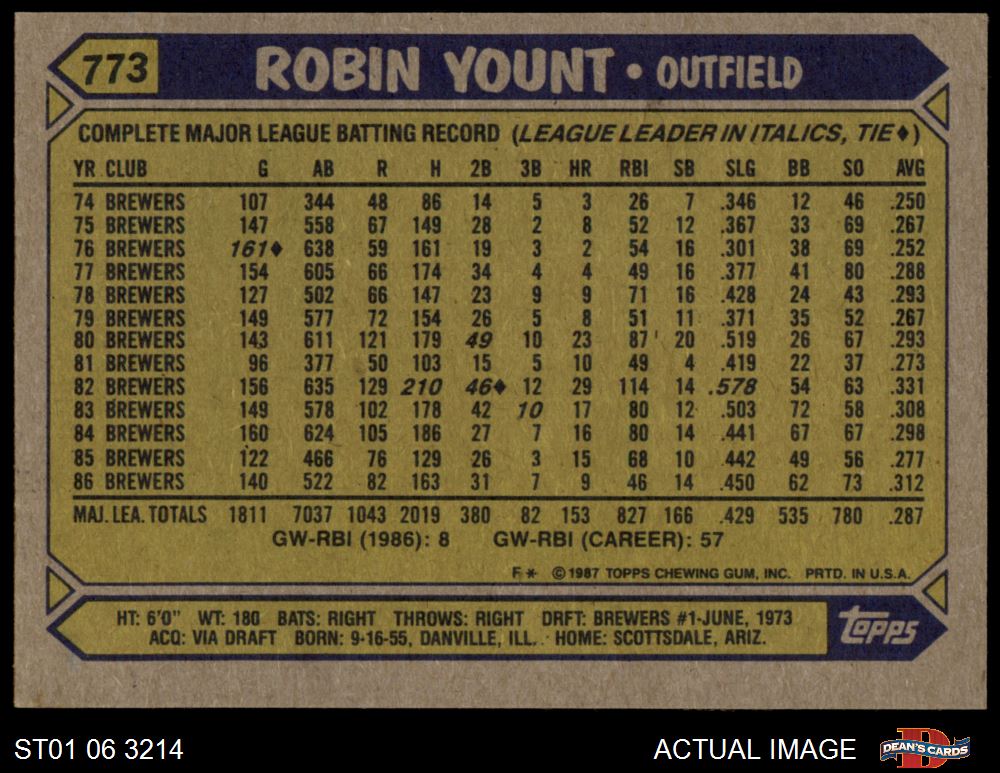 773 ROBIN YOUNT • OUTFIELD
COMPLETE MAJOR LEAGUE BATTING RECORD (LEAGUE LEADER IN ITALICS, TIE♦)
YR CLUB G AB R H 2B 3B HR RBI SB SLG BB SO AVG
74 BREWERS 107 344 48 86 14 5 3 26 7 .346 12 46 .250
75 BREWERS 147 558 67 149 28 2 8 52 12 .367 33 69 .267
76 BREWERS 161♦ 638 59 161 19 3 2 54 16 .301 38 69 .252
77 BREWERS 154 605 66 174 34 4 4 49 16 .377 41 80 .288
78 BREWERS 127 502 66 147 23 9 9 71 16 .428 24 43 .293
79 BREWERS 149 577 72 154 26 5 8 51 11 .371 35 52 .267
80 BREWERS 143 611 121 179 49 10 23 87 20 .519 26 67 .293
81 BREWERS 96 377 50 103 15 5 10 49 4 .419 22 37 .273
82 BREWERS 156 635 129 210 46♦ 12 29 114 14 .578 54 63 .331
83 BREWERS 149 578 102 178 42 10 17 80 12 .503 72 58 .308
84 BREWERS 160 624 105 186 27 7 16 80 14 .441 67 67 .298
85 BREWERS 122 466 76 129 26 3 15 68 10 .442 49 56 .277
86 BREWERS 140 522 82 163 31 7 9 46 14 .450 62 73 .312
MAJ. LEA. TOTALS 1811 7037 1043 2019 380 82 153 827 166 .429 535 780 .287
GW-RBI (1986): 8 GW-RBI (CAREER): 57
F* © 1987 TOPPS CHEWING GUM, INC. PRTD. IN U.S.A.
HT: 6'0" WT: 180 BATS: RIGHT THROWS: RIGHT DRFT: BREWERS #1-JUNE, 1973
ACQ: VIA DRAFT BORN: 9-16-55, DANVILLE, ILL. HOME: SCOTTSDALE, ARIZ.
topps
ST01 06 3214 ACTUAL IMAGE D DEAN'S CARDS